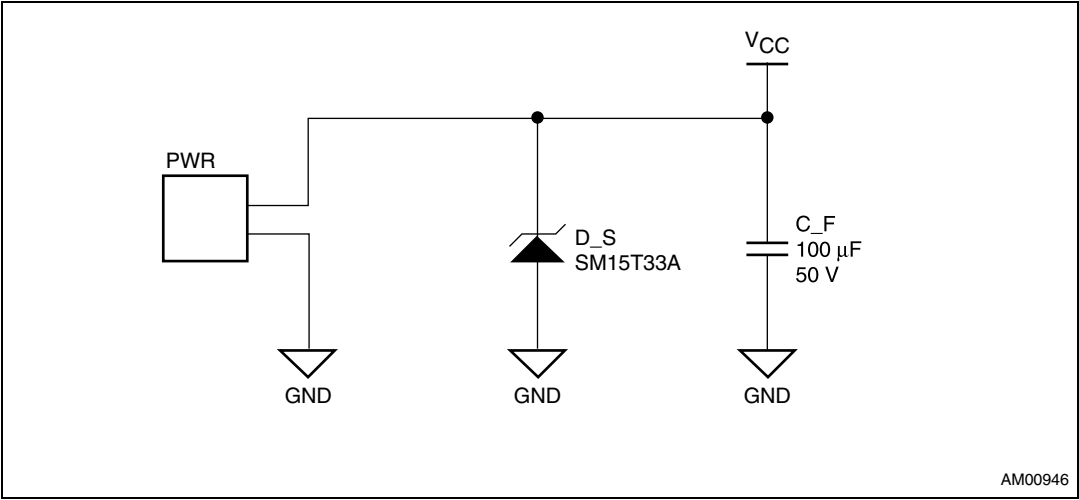 VCC
PWR
C_F
100 μF
50 V
D_S
SM15T33A
GND
GND
GND
AM00946